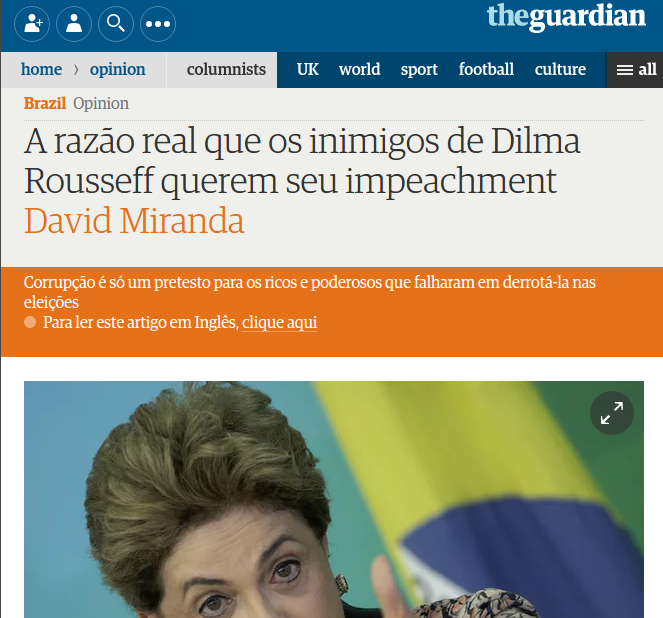 theguardian
home › opinion columnists UK world sport football culture all
Brazil Opinion
A razão real que os inimigos de Dilma
Rousseff querem seu impeachment
David Miranda
Corrupção é só um pretesto para os ricos e poderosos que falharam em derrotá-la nas
eleições
Para ler este artigo em Inglês, clique aqui